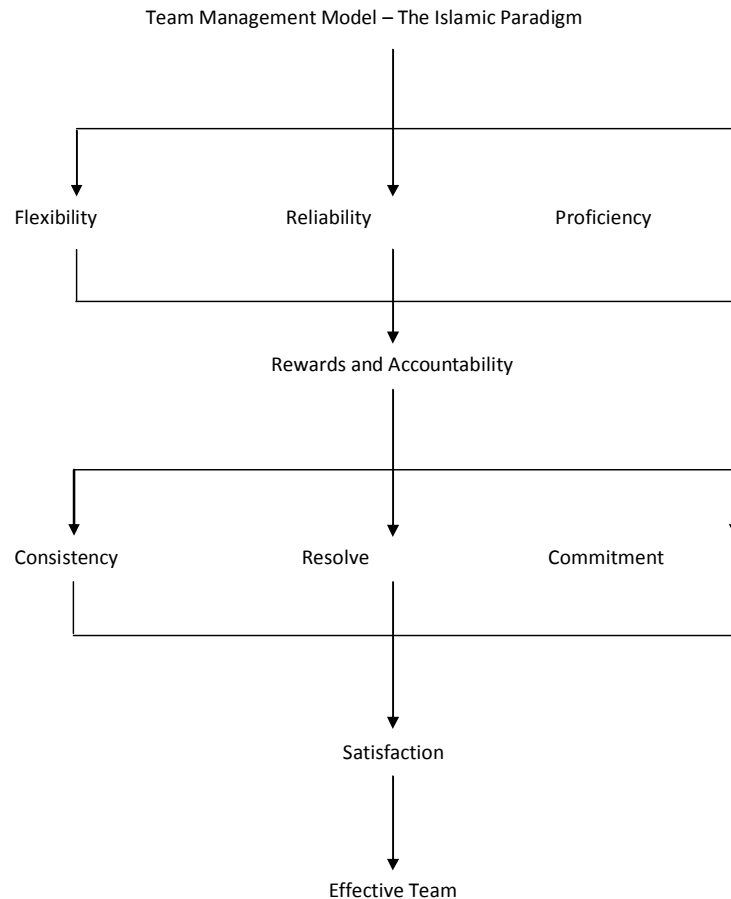 Team Management Model – The Islamic Paradigm
Flexibility Reliability Proficiency
Rewards and Accountability
Consistency Resolve Commitment
Satisfaction
Effective Team